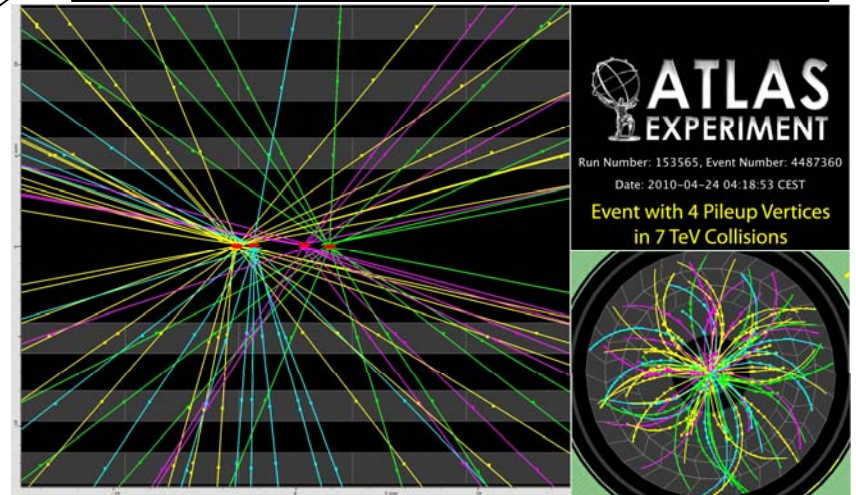 ATLAS
EXPERIMENT
Run Number: 153565, Event Number: 4487360
Date: 2010-04-24 04:18:53 CEST
Event with 4 Pileup Vertices
in 7 TeV Collisions